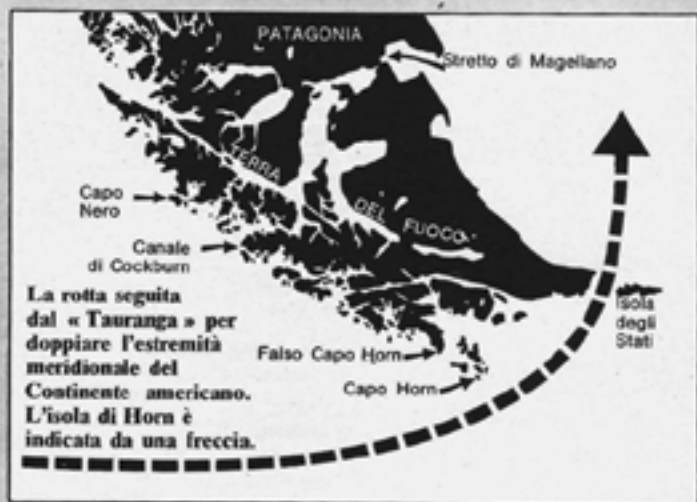 PATAGONIA
Stretto di Magellano
TERRA
DEL FUOCO
Capo
Nero
Canale
di Cockburn
La rotta seguita
dal « Tauranga » per
doppiare l'estremità
meridionale del
Continente americano.
L'isola di Horn è
indicata da una freccia.
Falso Capo Horn
Capo Horn
Isola
degli
Stati